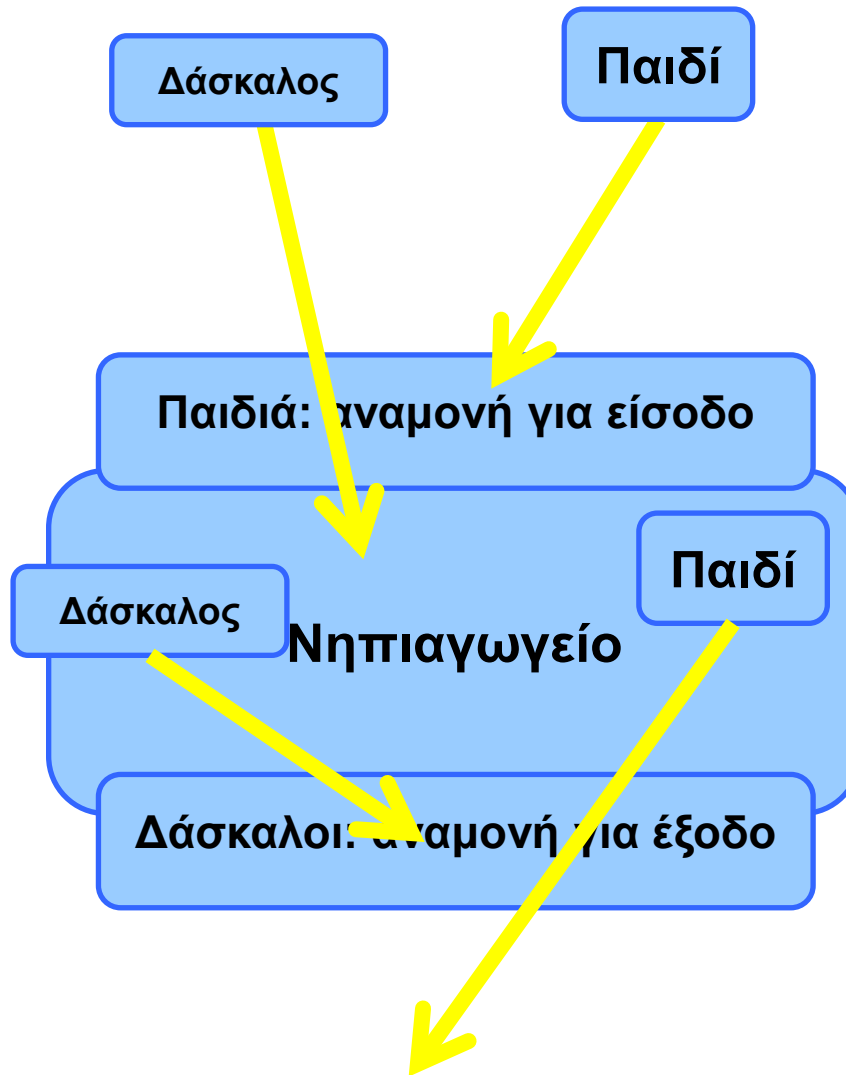 Δάσκαλος
Παιδί
Παιδιά: αναμονή για είσοδο
Παιδί
Δάσκαλος
Νηπιαγωγείο
Δάσκαλοι: αναμονή για έξοδο